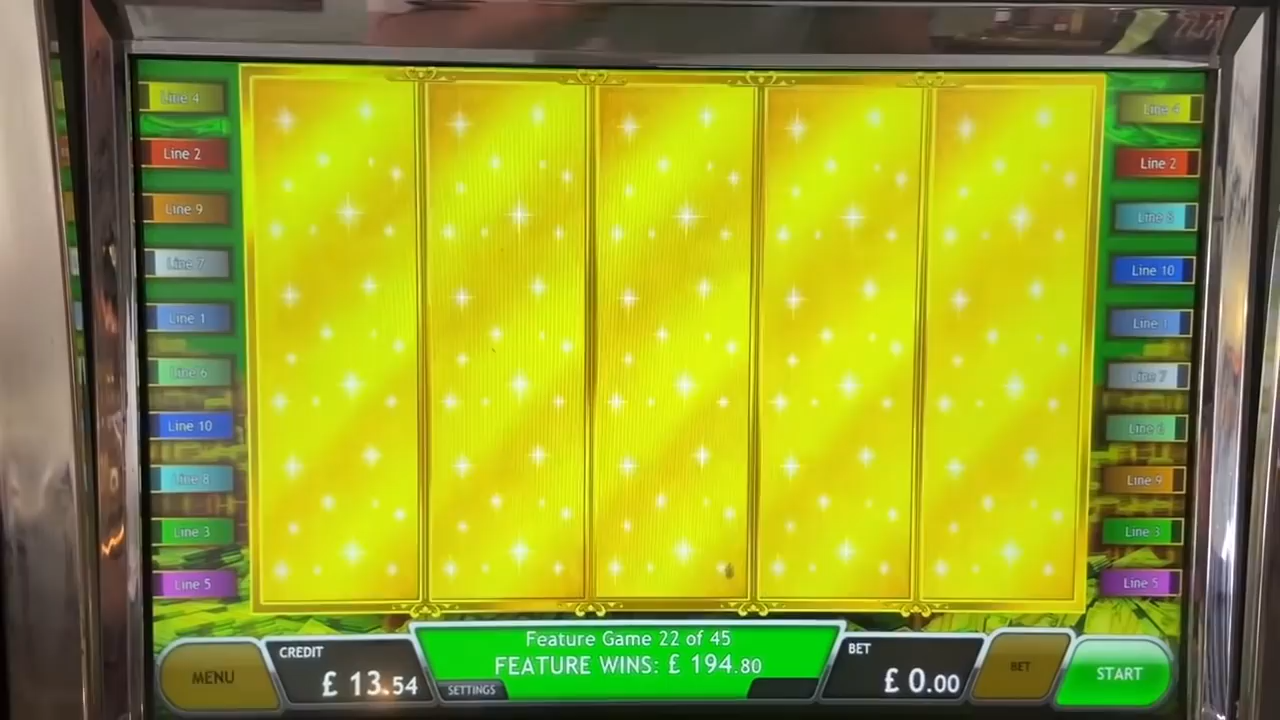 Line 4
Line 2
Line 9
Line 7
Line 1
Line 6
Line 10
Line 8
Line 3
Line 5
Line 4
Line 2
Line 8
Line 10
Line 1
Line 7
Line 6
Line 9
Line 3
Line 5
MENU
CREDIT
£ 13.54
SETTINGS
Feature Game 22 of 45
FEATURE WINS: £ 194.80
BET
£ 0.00
BET
START